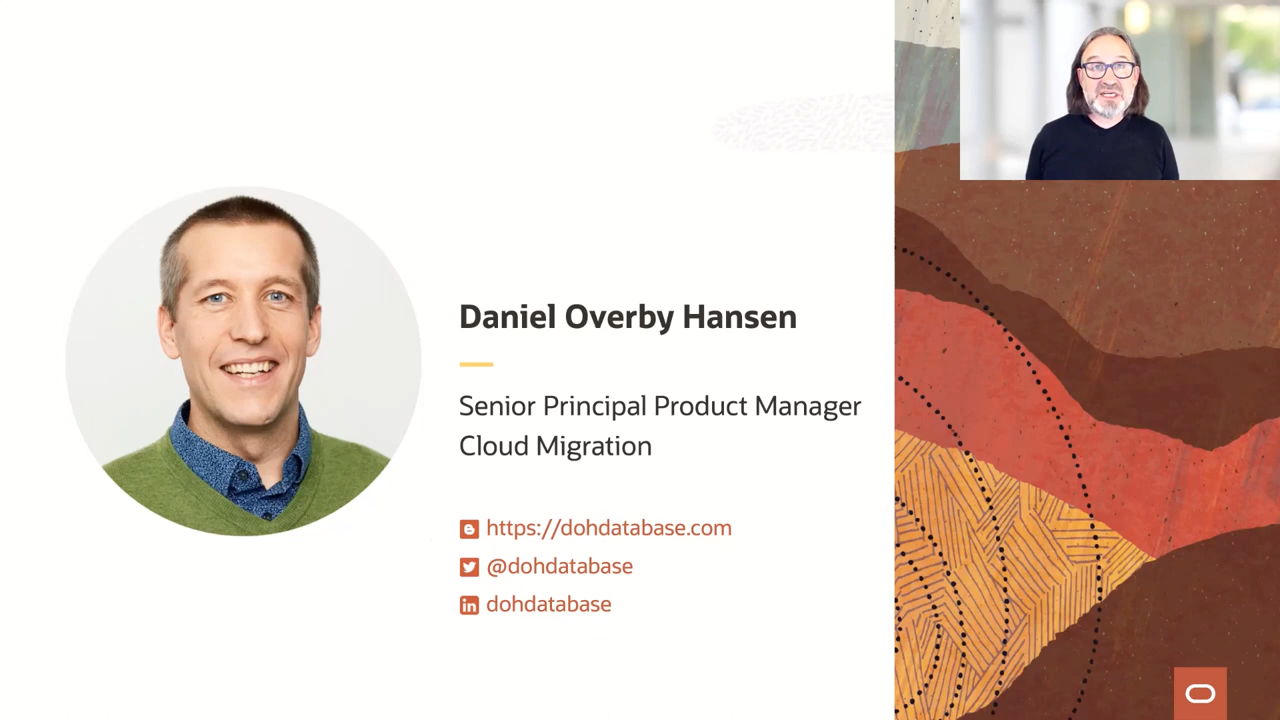 Daniel Overby Hansen
Senior Principal Product Manager
Cloud Migration
https://dohdatabase.com
@dohdatabase
dohdatabase